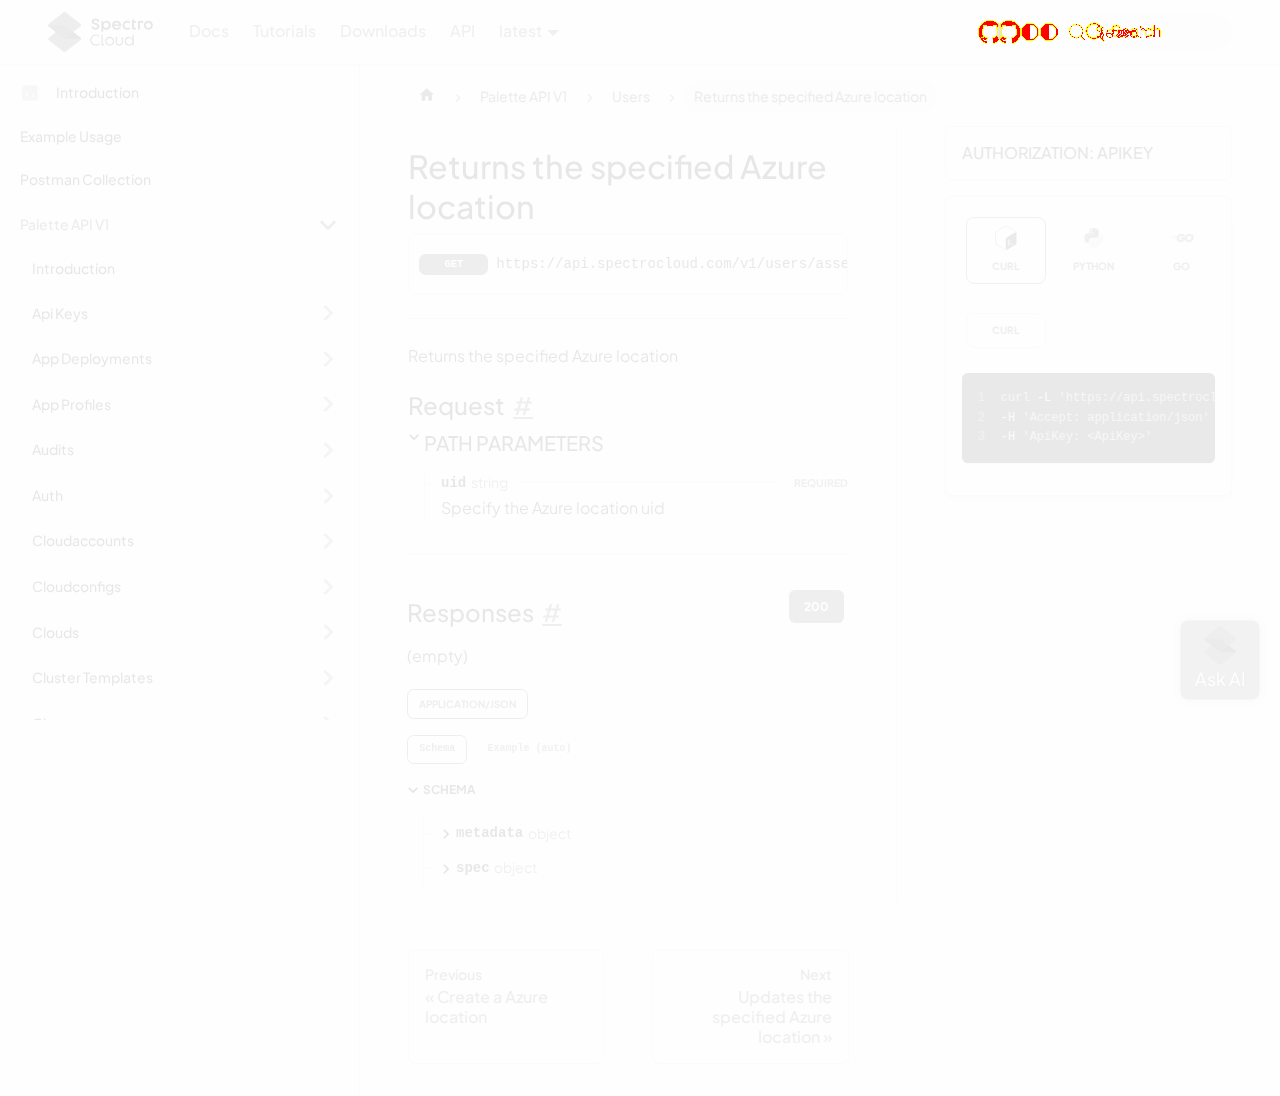 Spectro Cloud
Docs
Tutorials
Downloads
API
latest
Search
Introduction
Example Usage
Postman Collection
Palette API V1
Introduction
Api Keys
App Deployments
App Profiles
Audits
Auth
Cloudaccounts
Cloudconfigs
Clouds
Cluster Templates
Palette API V1
Users
Returns the specified Azure location
Returns the specified Azure
location
GET
https://api.spectrocloud.com/v1/users/asse
Returns the specified Azure location
Request #
PATH PARAMETERS
uid string
REQUIRED
Specify the Azure location uid
Responses #
200
(empty)
APPLICATION/JSON
Schema
Example (auto)
SCHEMA
metadata object
spec object
Previous
« Create a Azure
location
Next
Updates the
specified Azure
location »
AUTHORIZATION: APIKEY
CURL
PYTHON
GO
GO
CURL
1 curl -L 'https://api.spectrocl
2 -H 'Accept: application/json'
3 -H 'ApiKey: <ApiKey>'
Ask AI